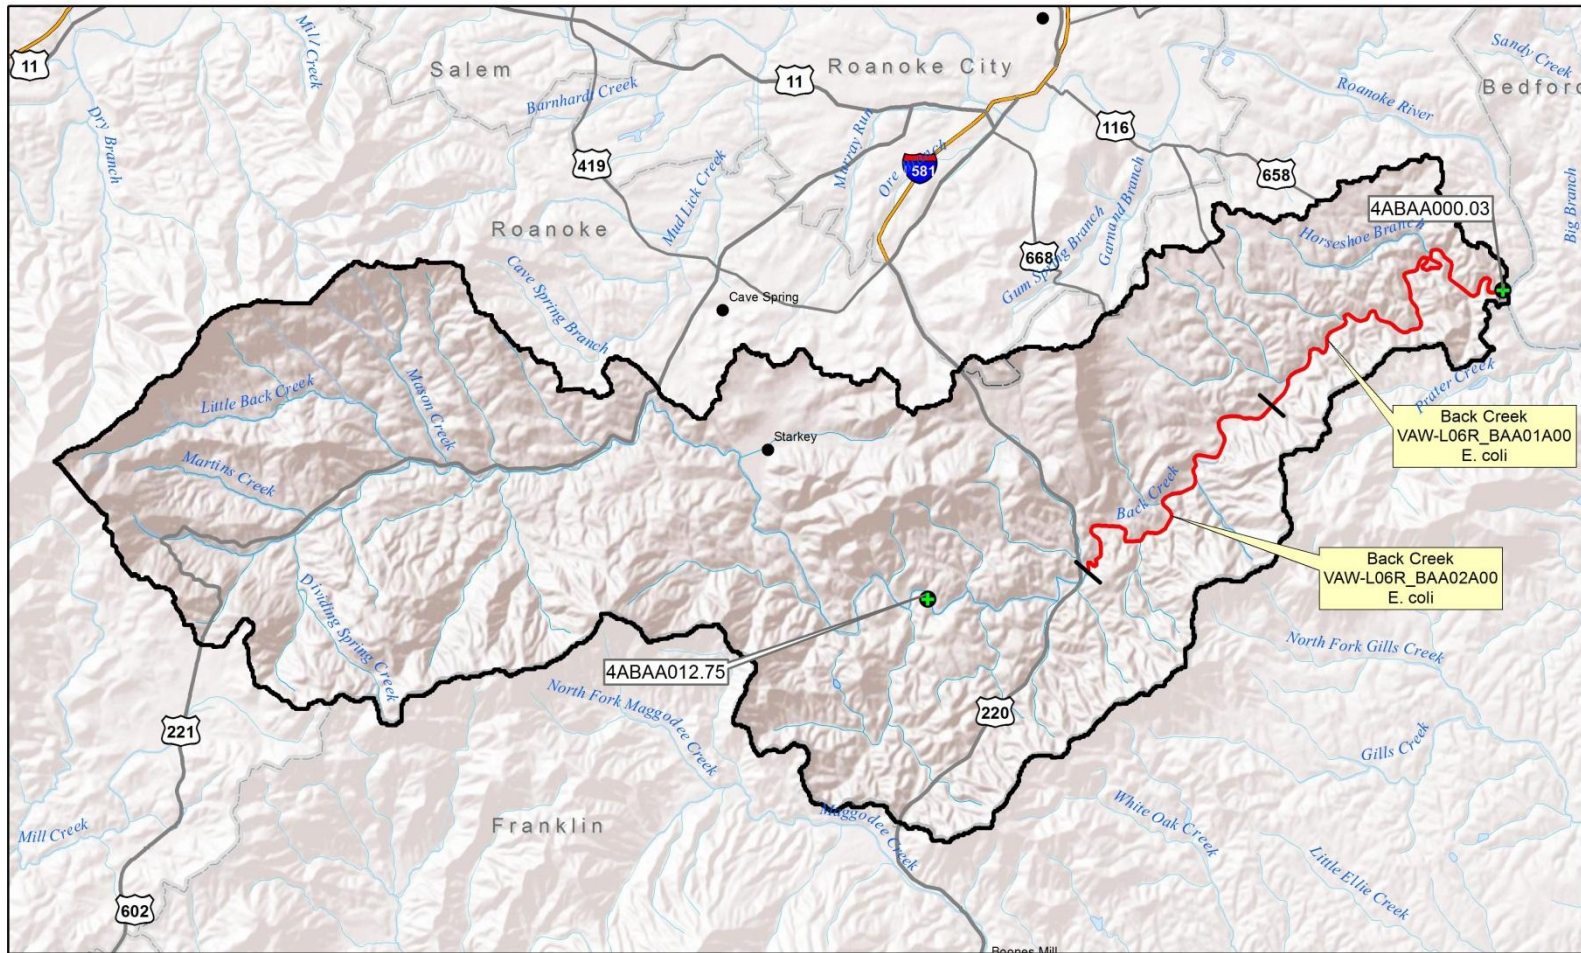 11
Mill Creek
Salem
Barnhardt Creek
11
Roanoke City
Sandy Creek
Bedford
Roanoke River
Dry Branch
419
Murray Run
Ore Branch
581
116
658
Mud Lick Creek
Garnand Branch
Big Branch
4ABAA000.03
Roanoke
Horseshoe Branch
Cave Spring Branch
668
Gum Spring Branch
Cave Spring
Little Back Creek
Mason Creek
Prater Creek
Back Creek
VAW-L06R_BAA01A00
E. coli
Starkey
Martins Creek
Back Creek
Back Creek
VAW-L06R_BAA02A00
E. coli
Dividing Spring Creek
4ABAA012.75
North Fork Gills Creek
North Fork Maggodee Creek
220
221
Gills Creek
Mill Creek
Franklin
Maggodee Creek
White Oak Creek
Little Ellie Creek
602
Boones Mill